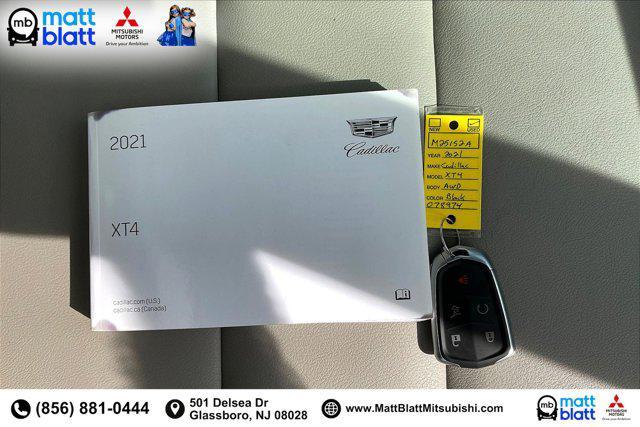 mb
matt
blatt
MITSUBISHI
MOTORS
Drive your Ambition
2021
Cadillac
XT4
cadillac.com (U.S.)
cadillac.ca (Canada)
NEW USED
M25152A
YEAR 2021
MAKE Cadillac
MODEL XT4
BODY AWD
COLOR Black
078974
(856) 881-0444
501 Delsea Dr
Glassboro, NJ 08028
www.MattBlattMitsubishi.com
mb
matt
blatt
MITSUBISHI
MOTORS